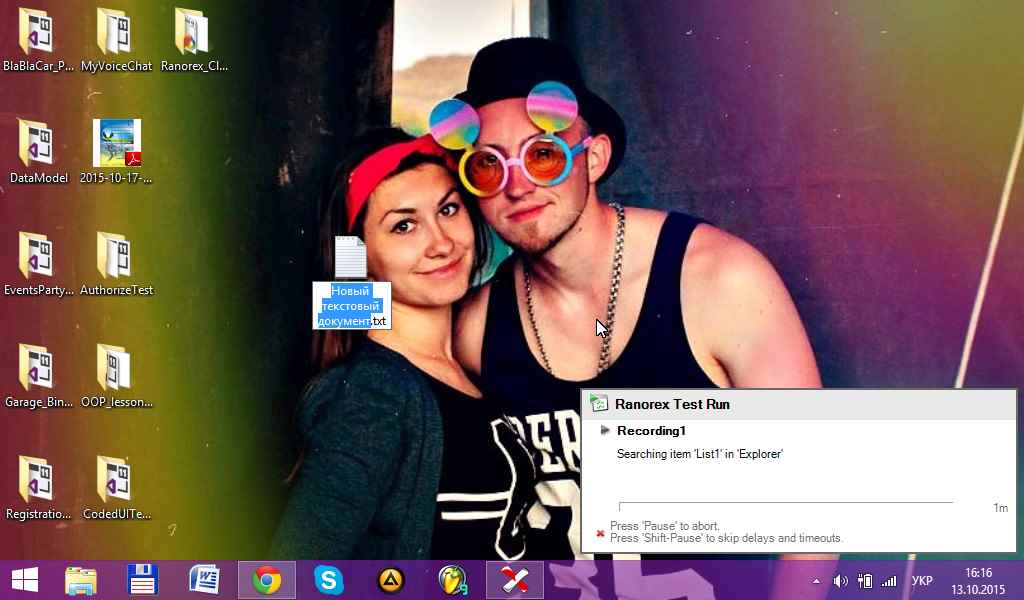 BlaBlaCar_P...
MyVoiceChat
Ranorex_Cl...
DataModel
2015-10-17-...
EventsParty...
AuthorizeTest
Новый
текстовый
документ.txt
Garage_Bin...
OOP_lesson...
Registratio...
CodedUITe...
Ranorex Test Run
Recording1
Searching item 'List1' in 'Explorer'
1m
Press 'Pause' to abort.
Press 'Shift-Pause' to skip delays and timeouts.
УКР
16:16
13.10.2015